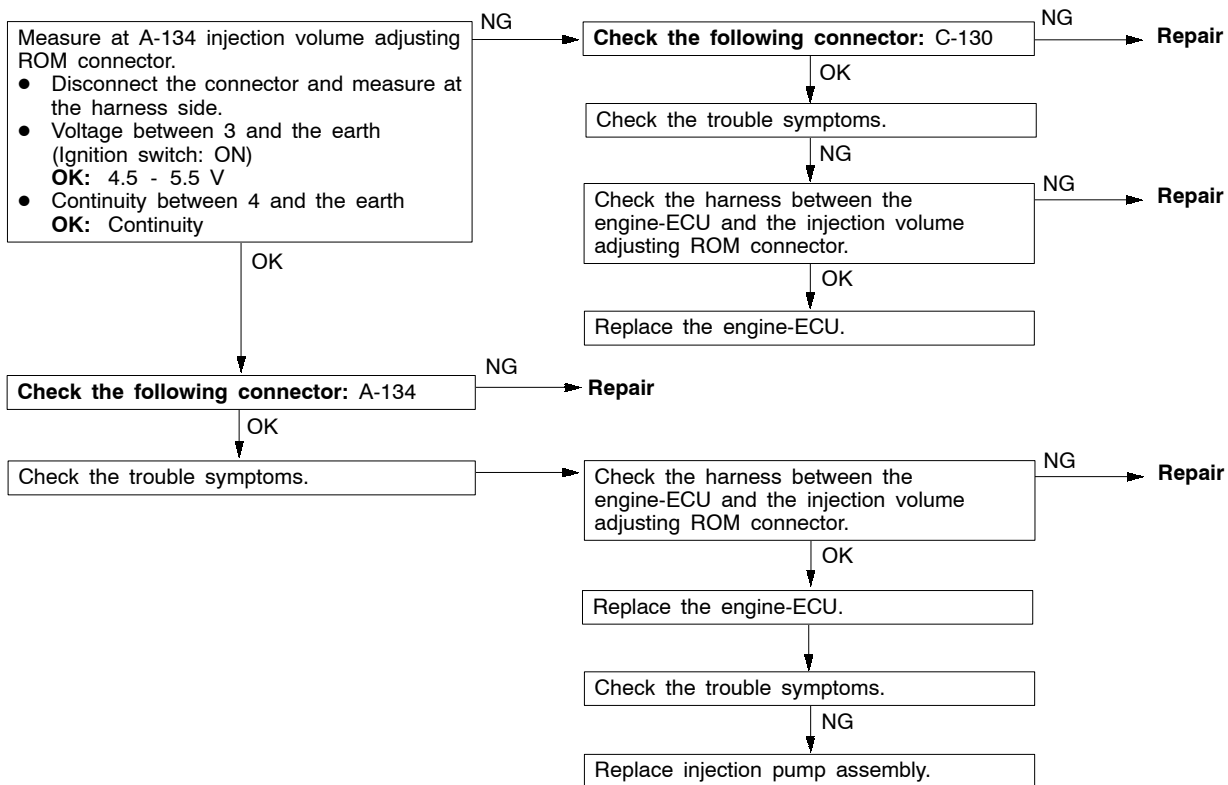 Measure at A-134 injection volume adjusting
ROM connector.
● Disconnect the connector and measure at
the harness side.
● Voltage between 3 and the earth
(Ignition switch: ON)
OK: 4.5 - 5.5 V
● Continuity between 4 and the earth
OK: Continuity
NG
Check the following connector: C-130
NG
Repair
OK
Check the trouble symptoms.
NG
Check the harness between the
engine-ECU and the injection volume
adjusting ROM connector.
NG
Repair
OK
Replace the engine-ECU.
OK
Check the following connector: A-134
NG
Repair
OK
Check the trouble symptoms.
Check the harness between the
engine-ECU and the injection volume
adjusting ROM connector.
NG
Repair
OK
Replace the engine-ECU.
Check the trouble symptoms.
NG
Replace injection pump assembly.